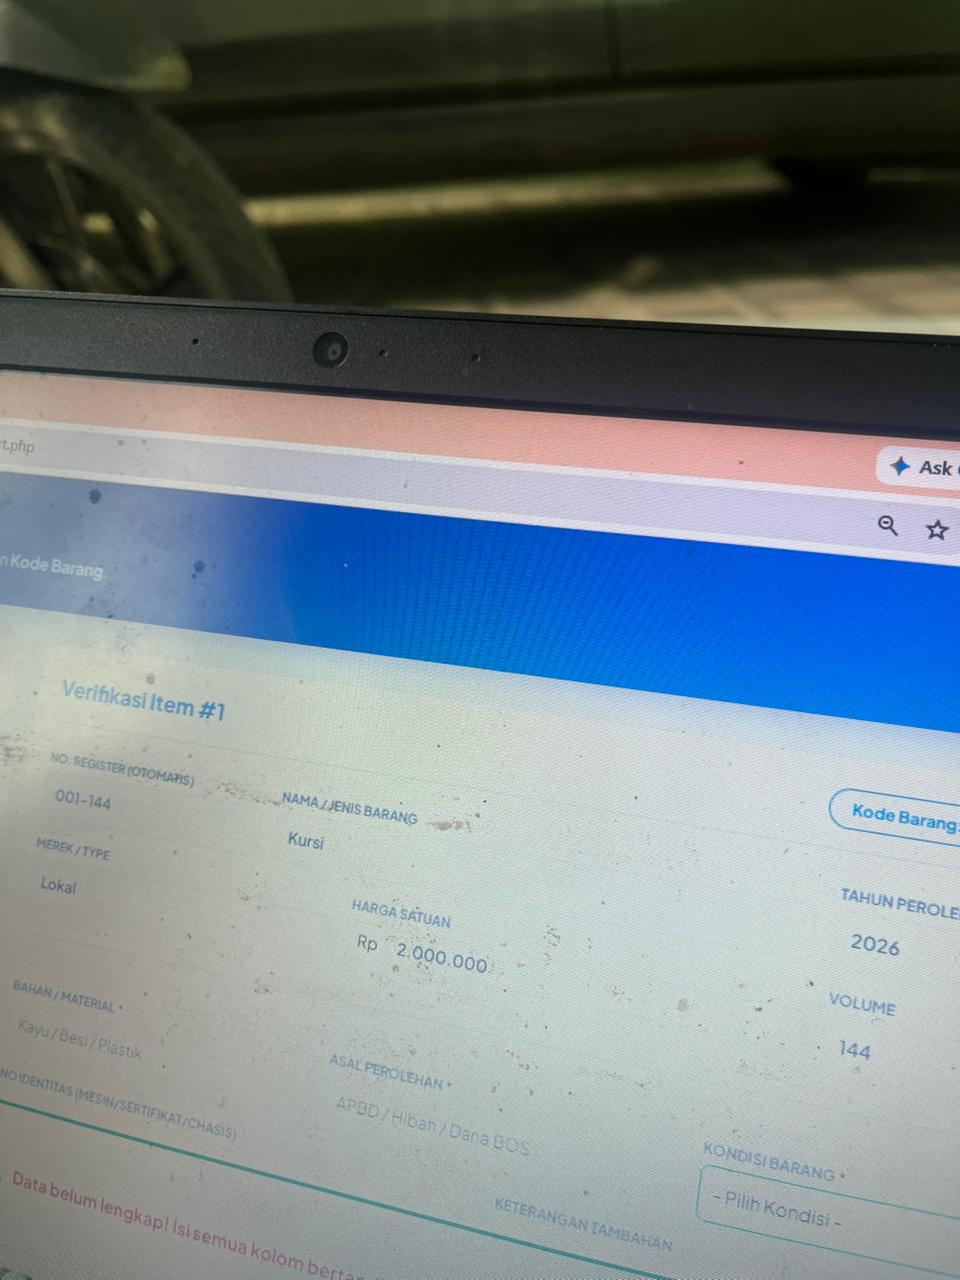 rt.php
Ask
n Kode Barang
Verifikasi Item #1
Kode Barang:
NO. REGISTER (OTOMATIS)
001-144
NAMA / JENIS BARANG
Kursi
TAHUN PEROLE
2026
MEREK / TYPE
Lokal
HARGA SATUAN
Rp 2.000.000
VOLUME
144
BAHAN / MATERIAL *
Kayu / Besi / Plastik
ASAL PEROLEHAN *
APBD / Hibah / Dana BOS
KONDISI BARANG *
- Pilih Kondisi -
NO IDENTITAS (MESIN/SERTIFIKAT/CHASIS)
KETERANGAN TAMBAHAN
Data belum lengkap! Isi semua kolom berta